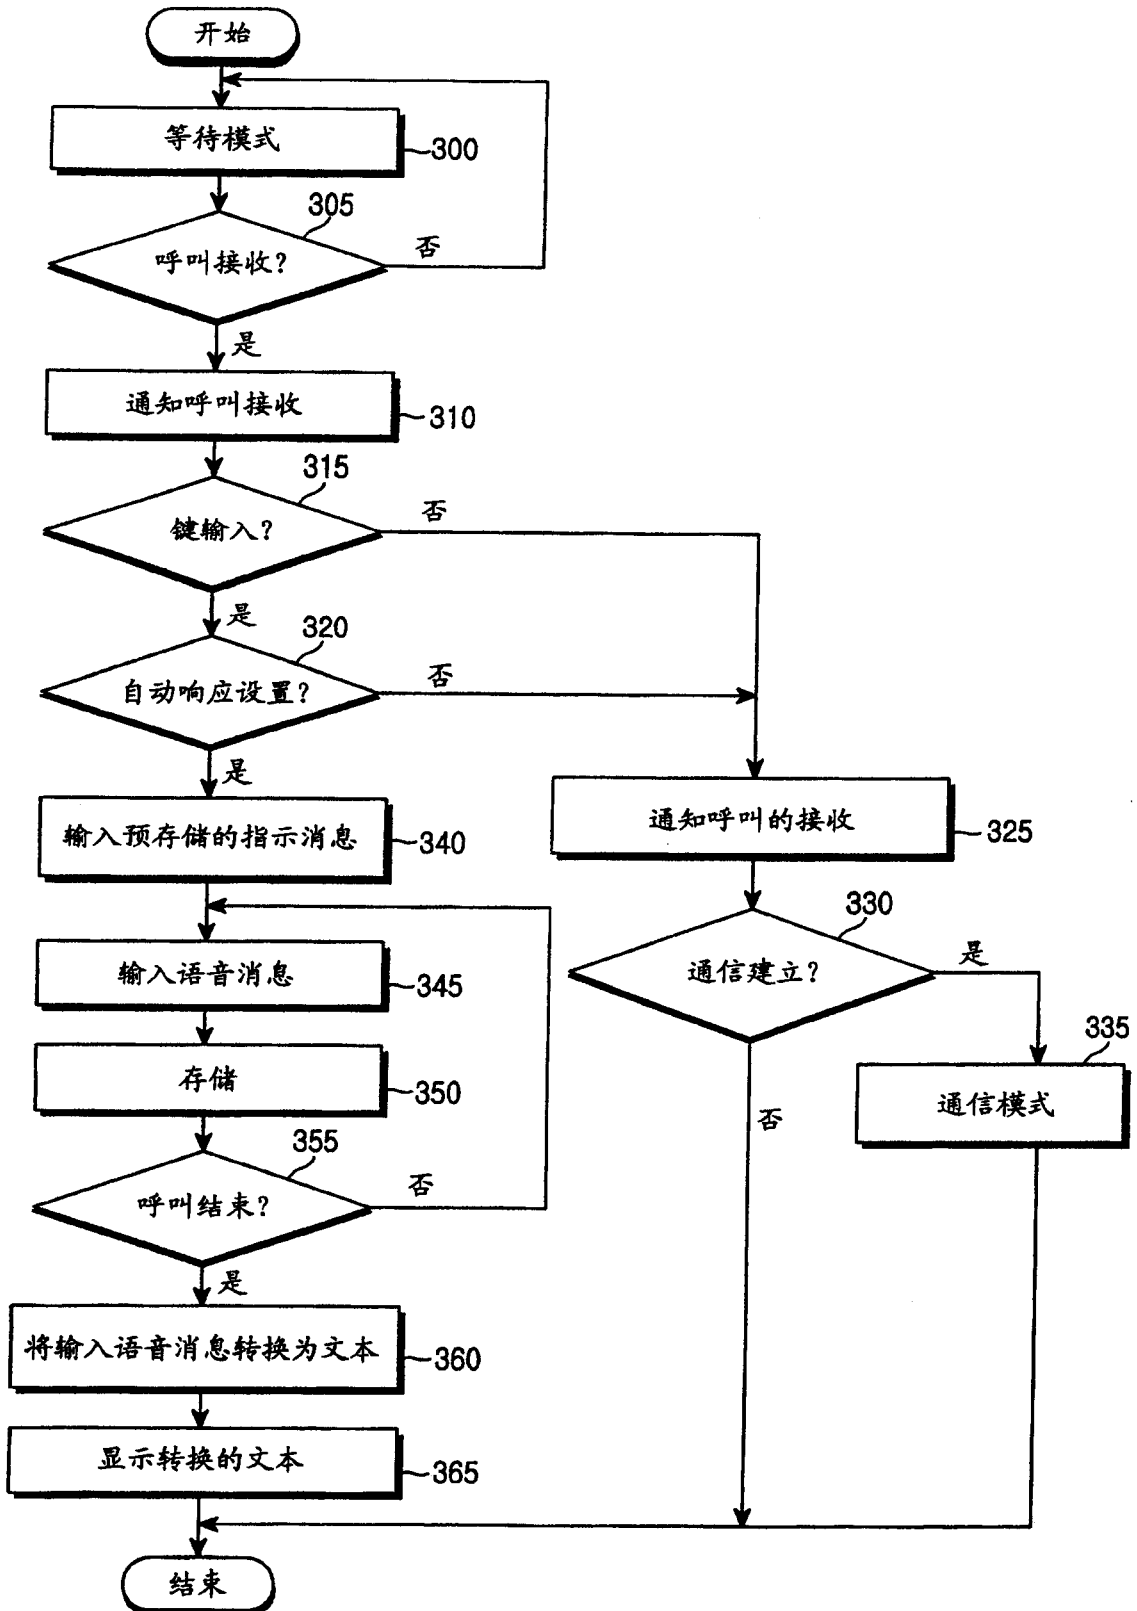 开始
等待模式
300
305
呼叫接收?
否
是
通知呼叫接收
310
315
键输入?
否
是
320
自动响应设置?
否
是
输入预存储的指示消息
340
通知呼叫的接收
325
330
通信建立?
是
输入语音消息
345
335
通信模式
存储
350
否
355
呼叫结束?
否
是
将输入语音消息转换为文本
360
显示转换的文本
365
结束